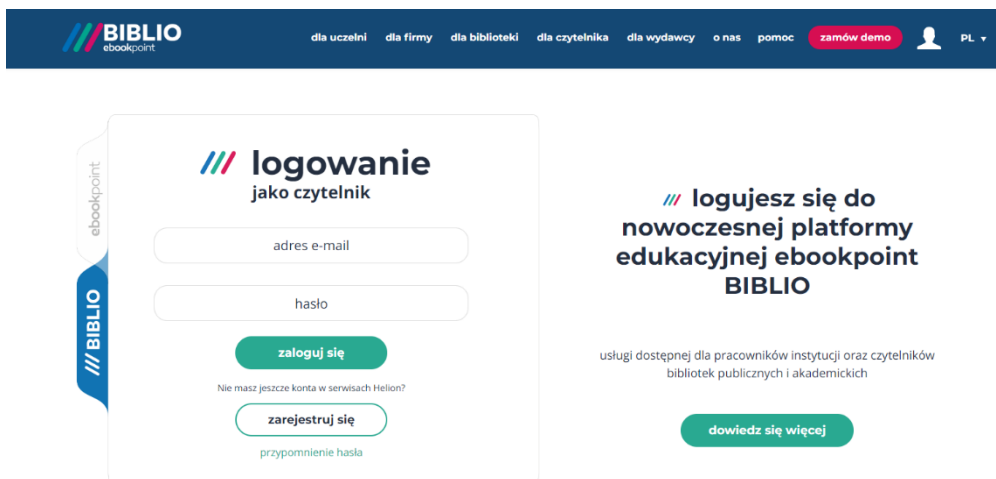 BIBLIO
ebookpoint
dla uczelni dla firmy dla biblioteki dla czytelnika dla wydawcy o nas pomoc zamów demo PL
ebookpoint
/// BIBLIO
/// logowanie
jako czytelnik
adres e-mail
hasło
zaloguj się
Nie masz jeszcze konta w serwisach Helion?
zarejestruj się
przypomnienie hasła
/// logujesz się do
nowoczesnej platformy
edukacyjnej ebookpoint
BIBLIO
usługi dostępnej dla pracowników instytucji oraz czytelników
bibliotek publicznych i akademickich
dowiedz się więcej